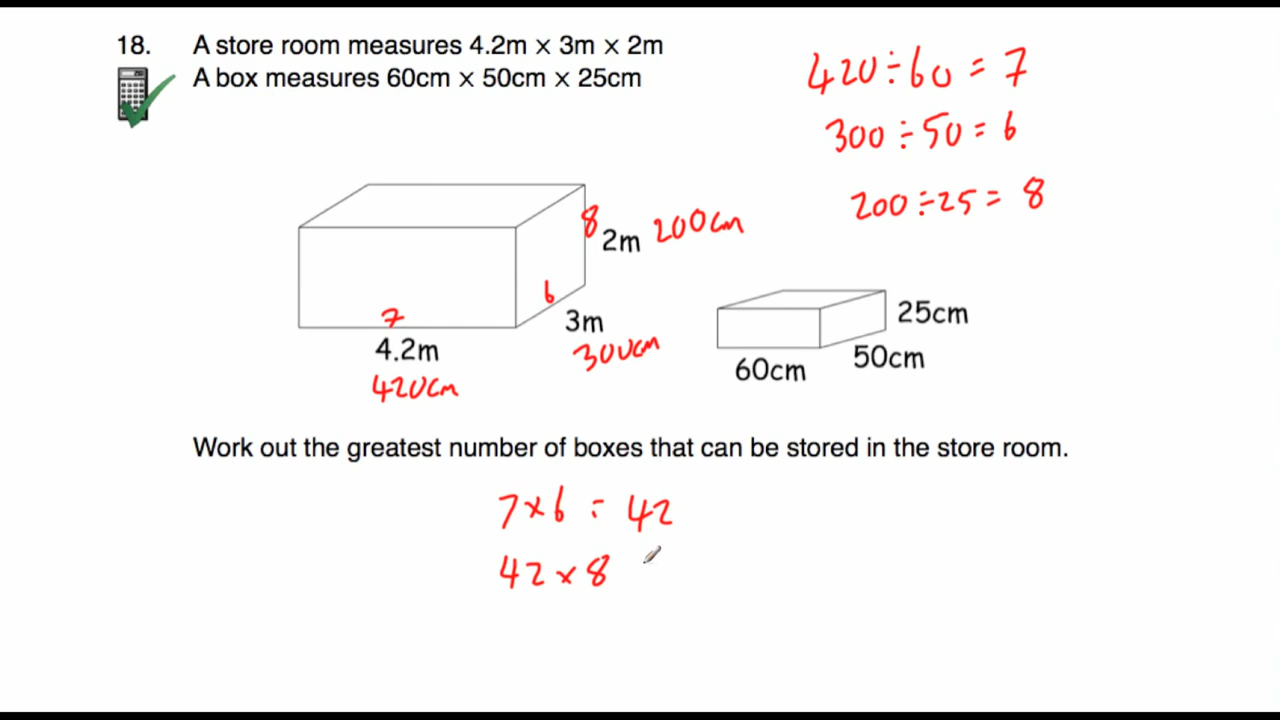 18. A store room measures 4.2m × 3m × 2m
A box measures 60cm × 50cm × 25cm
420÷60 = 7
300÷50 = 6
200÷25 = 8
8
2m 200cm
6
3m
300cm
7
4.2m
420cm
25cm
50cm
60cm
Work out the greatest number of boxes that can be stored in the store room.
7×6 = 42
42×8